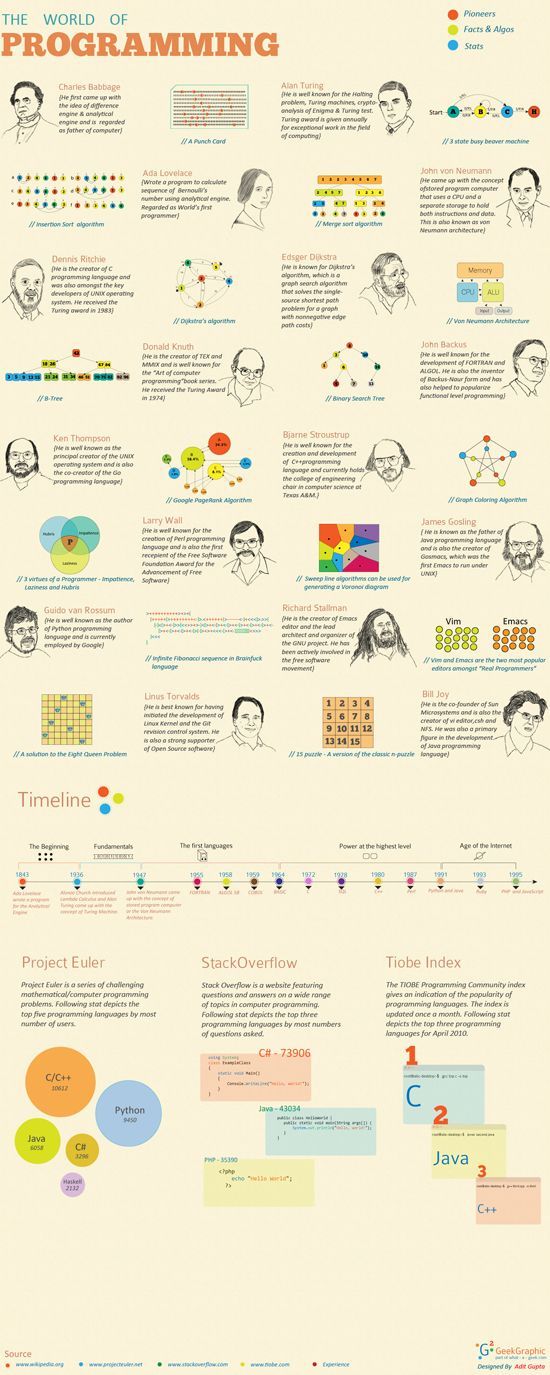 THE WORLD OF
PROGRAMMING
Pioneers
Facts & Algos
Stats
Charles Babbage
{He first came up with
the idea of difference
engine & analytical
engine and is regarded
as father of computer}
// A Punch Card
Alan Turing
{He is well known for the Halting
problem, Turing machines, crypto-
analysis of Enigma & Turing test.
Turing award is given annually
for exceptional work in the field
of computing}
Start
A
B
C
H
// 3 state busy beaver machine
// Insertion Sort algorithm
Ada Lovelace
{Wrote a program to calculate
sequence of Bernoulli's
number using analytical engine.
Regarded as World's first
programmer}
// Merge sort algorithm
John von Neumann
{He came up with the concept
ofstored program computer
that uses a CPU and a
separate storage to hold
both instructions and data.
This is also known as von
Neumann architecture}
Dennis Ritchie
{He is the creator of C
programming language and
was also amongst the key
developers of UNIX operating
system. He received the
Turing award in 1983}
// Dijkstra's algorithm
Edsger Dijkstra
{He is known for Dijkstra's
algorithm, which is a
graph search algorithm
that solves the single-
source shortest path
problem for a graph
with nonnegative edge
path costs}
Memory
CPU
ALU
Input
Output
// Von Neumann Architecture
// B-Tree
Donald Knuth
{He is the creator of TEX and
MMIX and is well known for
the "Art of computer
programming"book series.
He received the Turing Award
in 1974}
// Binary Search Tree
John Backus
{He is well known for the
development of FORTRAN and
ALGOL. He is also the inventor
of Backus-Naur form and has
also helped to popularize
functional level programming}
Ken Thompson
{He is well known as the
principal creator of the UNIX
operating system and is also
the co-creator of the Go
programming language}
// Google PageRank Algorithm
Bjarne Stroustrup
{He is well known for the
creation and development
of C++programming
language and currently holds
the college of engineering
chair in computer science at
Texas A&M.}
// Graph Coloring Algorithm
Hubris
Impatience
P
Laziness
// 3 virtues of a Programmer - Impatience,
Laziness and Hubris
Larry Wall
{He is well known for the
creation of Perl programming
language and is also the first
recepient of the Free Software
Foundation Award for the
Advancement of Free
Software}
// Sweep line algorithms can be used for
generating a Voronoi diagram
James Gosling
{ He is known as the father of
Java programming language
and is also the creator of
Gosmacs, which was the
first Emacs to run under
UNIX}
Guido van Rossum
{He is well known as the author
of Python programming
language and is currently
employed by Google}
// Infinite Fibonacci sequence in Brainfuck
language
Richard Stallman
{He is the creator of Emacs
editor and the lead
architect and organizer of
the GNU project. He has
been actively involved in
the free software
movement}
Vim
Emacs
// Vim and Emacs are the two most popular
editors amongst "Real Programmers"
// A solution to the Eight Queen Problem
Linus Torvalds
{He is best known for having
initiated the development of
Linux Kernel and the Git
revision control system. He
is also a strong supporter
of Open Source software}
1 2 3 4
5 6 7 8
9 10 11 12
13 14 15
// 15 puzzle - A version of the classic n-puzzle
Bill Joy
{He is the co-founder of Sun
Microsystems and is also the
creator of vi editor,csh and
NFS. He was also a primary
figure in the development
of Java programming
language}
Timeline
The Beginning
Fundamentals
The first languages
Power at the highest level
Age of the Internet
1843
1936
1947
1955
1958
1959
1964
1972
1928
1980
1987
1991
1993
1995
Ada Lovelace
wrote a program
for the Analytical
Engine
Alonzo Church introduced
Lambda Calculus and Alan
Turing came up with the
concept of Turing Machine.
John von Neumann came
up with the concept of
stored program computer
or the Von Neumann
Architecture.
FORTRAN
ALGOL 58
COBOL
BASIC
C
SQL
C++
Perl
Python and Java
Ruby
PHP and JavaScript
Project Euler
Project Euler is a series of challenging
mathematical/computer programming
problems. Following stat depicts the
top five programming languages by most
number of users.
C/C++
10612
Python
9450
Java
6058
C#
3296
Haskell
2132
StackOverflow
Stack Overflow is a website featuring
questions and answers on a wide range
of topics in computer programming.
Following stat depicts the top three
programming languages by most numbers
of questions asked.
C# - 73906
using System;
class ExampleClass
{
static void Main()
{
Console.WriteLine("Hello, world!");
}
}
Java - 43034
public class HelloWorld {
public static void main(String args[]) {
System.out.println("Hello, world!");
}
}
PHP - 35390
<?php
echo "Hello World";
?>
Tiobe Index
The TIOBE Programming Community index
gives an indication of the popularity of
programming languages. The index is
updated once a month. Following stat
depicts the top three programming
languages for April 2010.
1
C
2
Java
3
C++
Source
www.wikipedia.org
www.projecteuler.net
www.stackoverflow.com
www.tiobe.com
Experience
G2 GeekGraphic
part of what - a - geek.com
Designed By Adit Gupta